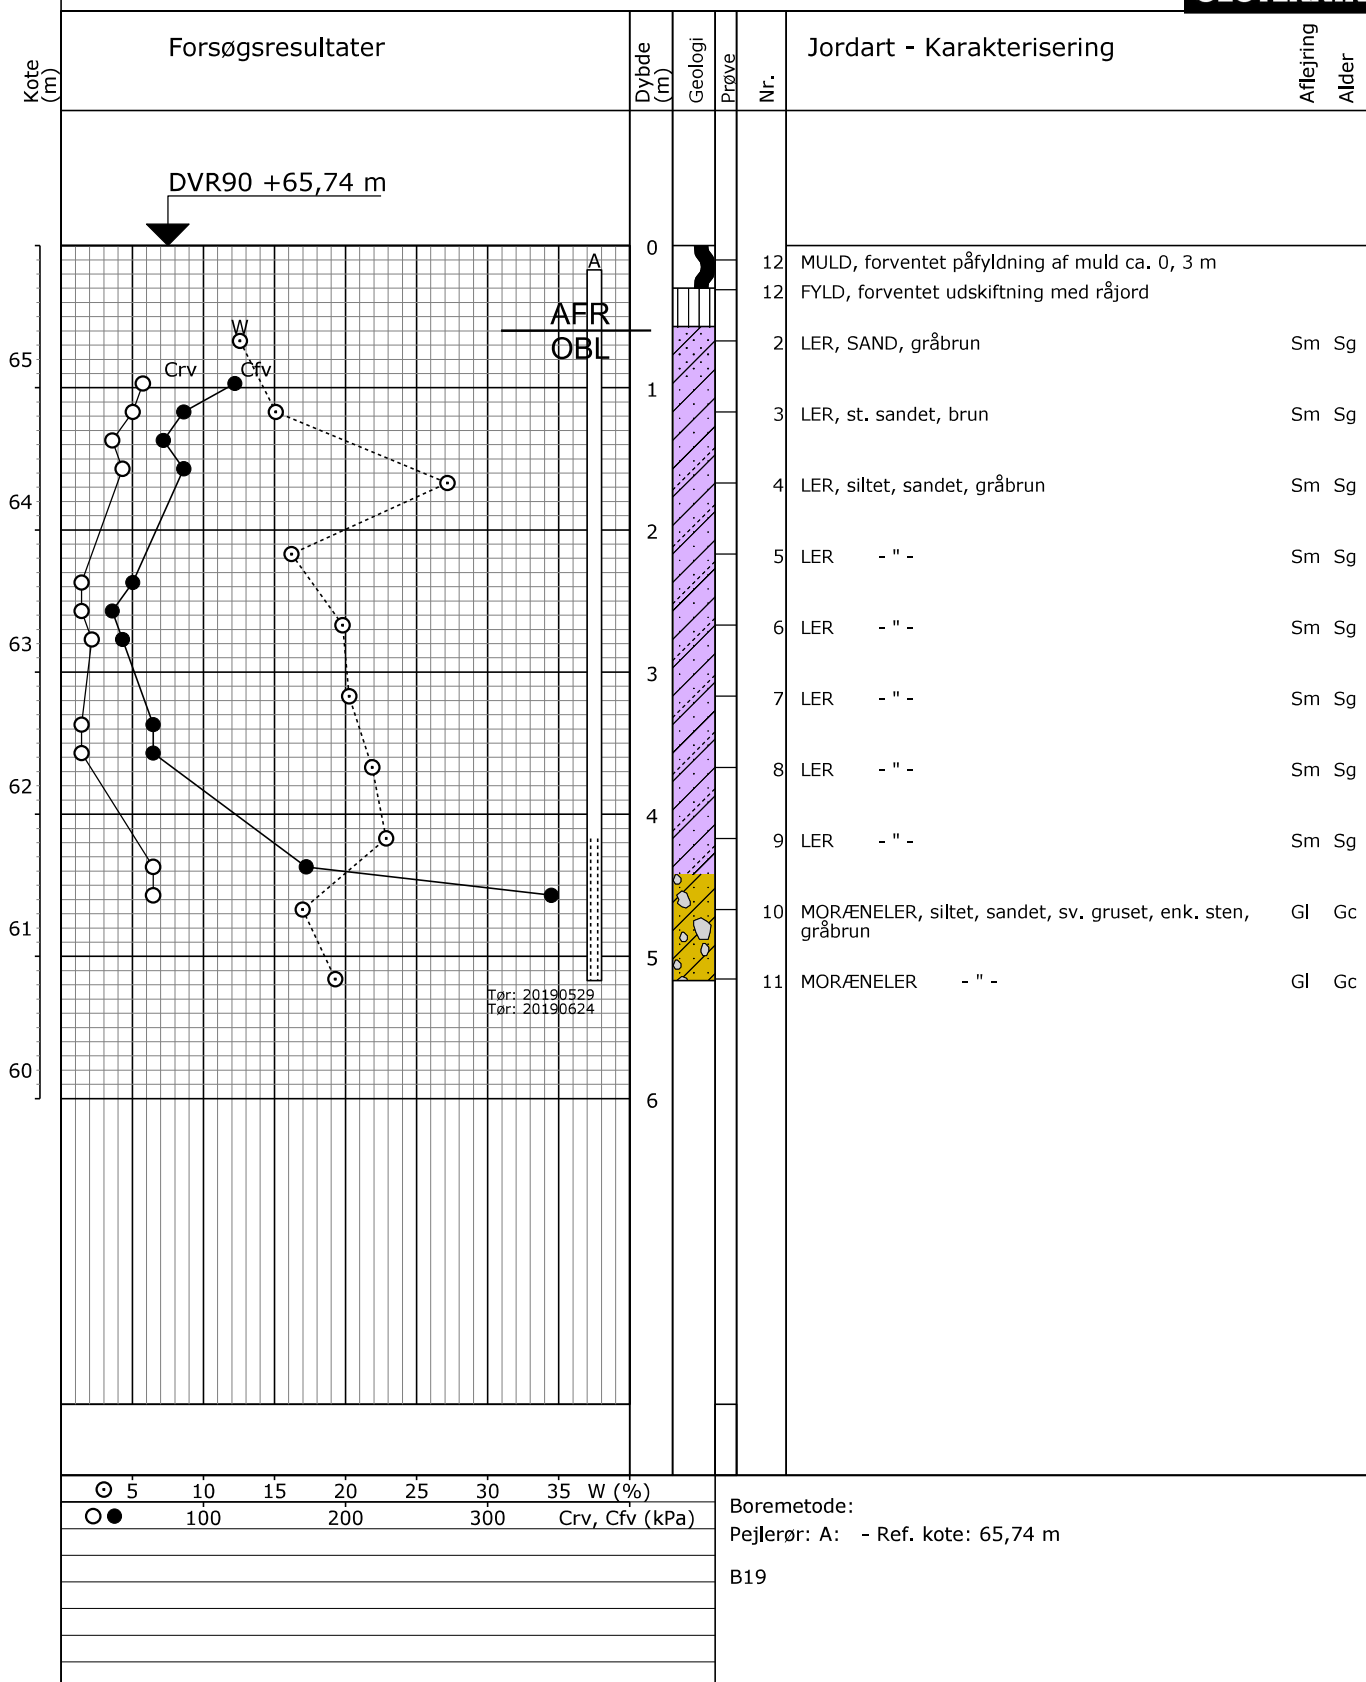 Kote (m)
Forsøgsresultater
Dybde (m)
Geologi
Prøve
Nr.
Jordart - Karakterisering
Aflejring
Alder
DVR90 +65,74 m
0
A
12 MULD, forventet påfyldning af muld ca. 0, 3 m
12 FYLD, forventet udskiftning med råjord
AFR
W
OBL
2 LER, SAND, gråbrun Sm Sg
65
Crv Cfv
1
3 LER, st. sandet, brun Sm Sg
4 LER, siltet, sandet, gråbrun Sm Sg
64
2
5 LER - " - Sm Sg
6 LER - " - Sm Sg
63
3
7 LER - " - Sm Sg
8 LER - " - Sm Sg
62
4
9 LER - " - Sm Sg
10 MORÆNELER, siltet, sandet, sv. gruset, enk. sten, Gl Gc
gråbrun
61
5
11 MORÆNELER - " - Gl Gc
Tør: 20190529
Tør: 20190624
60
6
5 10 15 20 25 30 35 W (%)
100 200 300 Crv, Cfv (kPa)
Boremetode:
Pejlerør: A: - Ref. kote: 65,74 m
B19